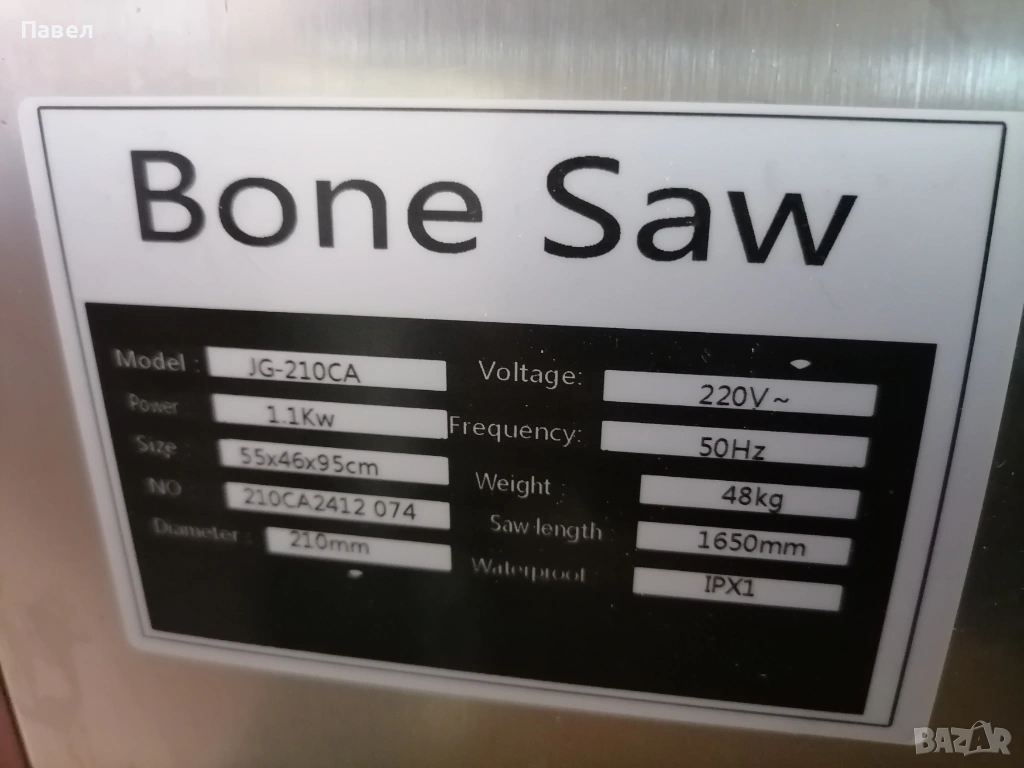 Павел
Bone Saw
Model : JG-210CA
Power 1.1Kw
Size : 55x46x95cm
NO 210CA2412 074
Diameter : 210mm
Voltage: 220V~
Frequency: 50Hz
Weight : 48kg
Saw length : 1650mm
Waterproof : IPX1
BAZAR